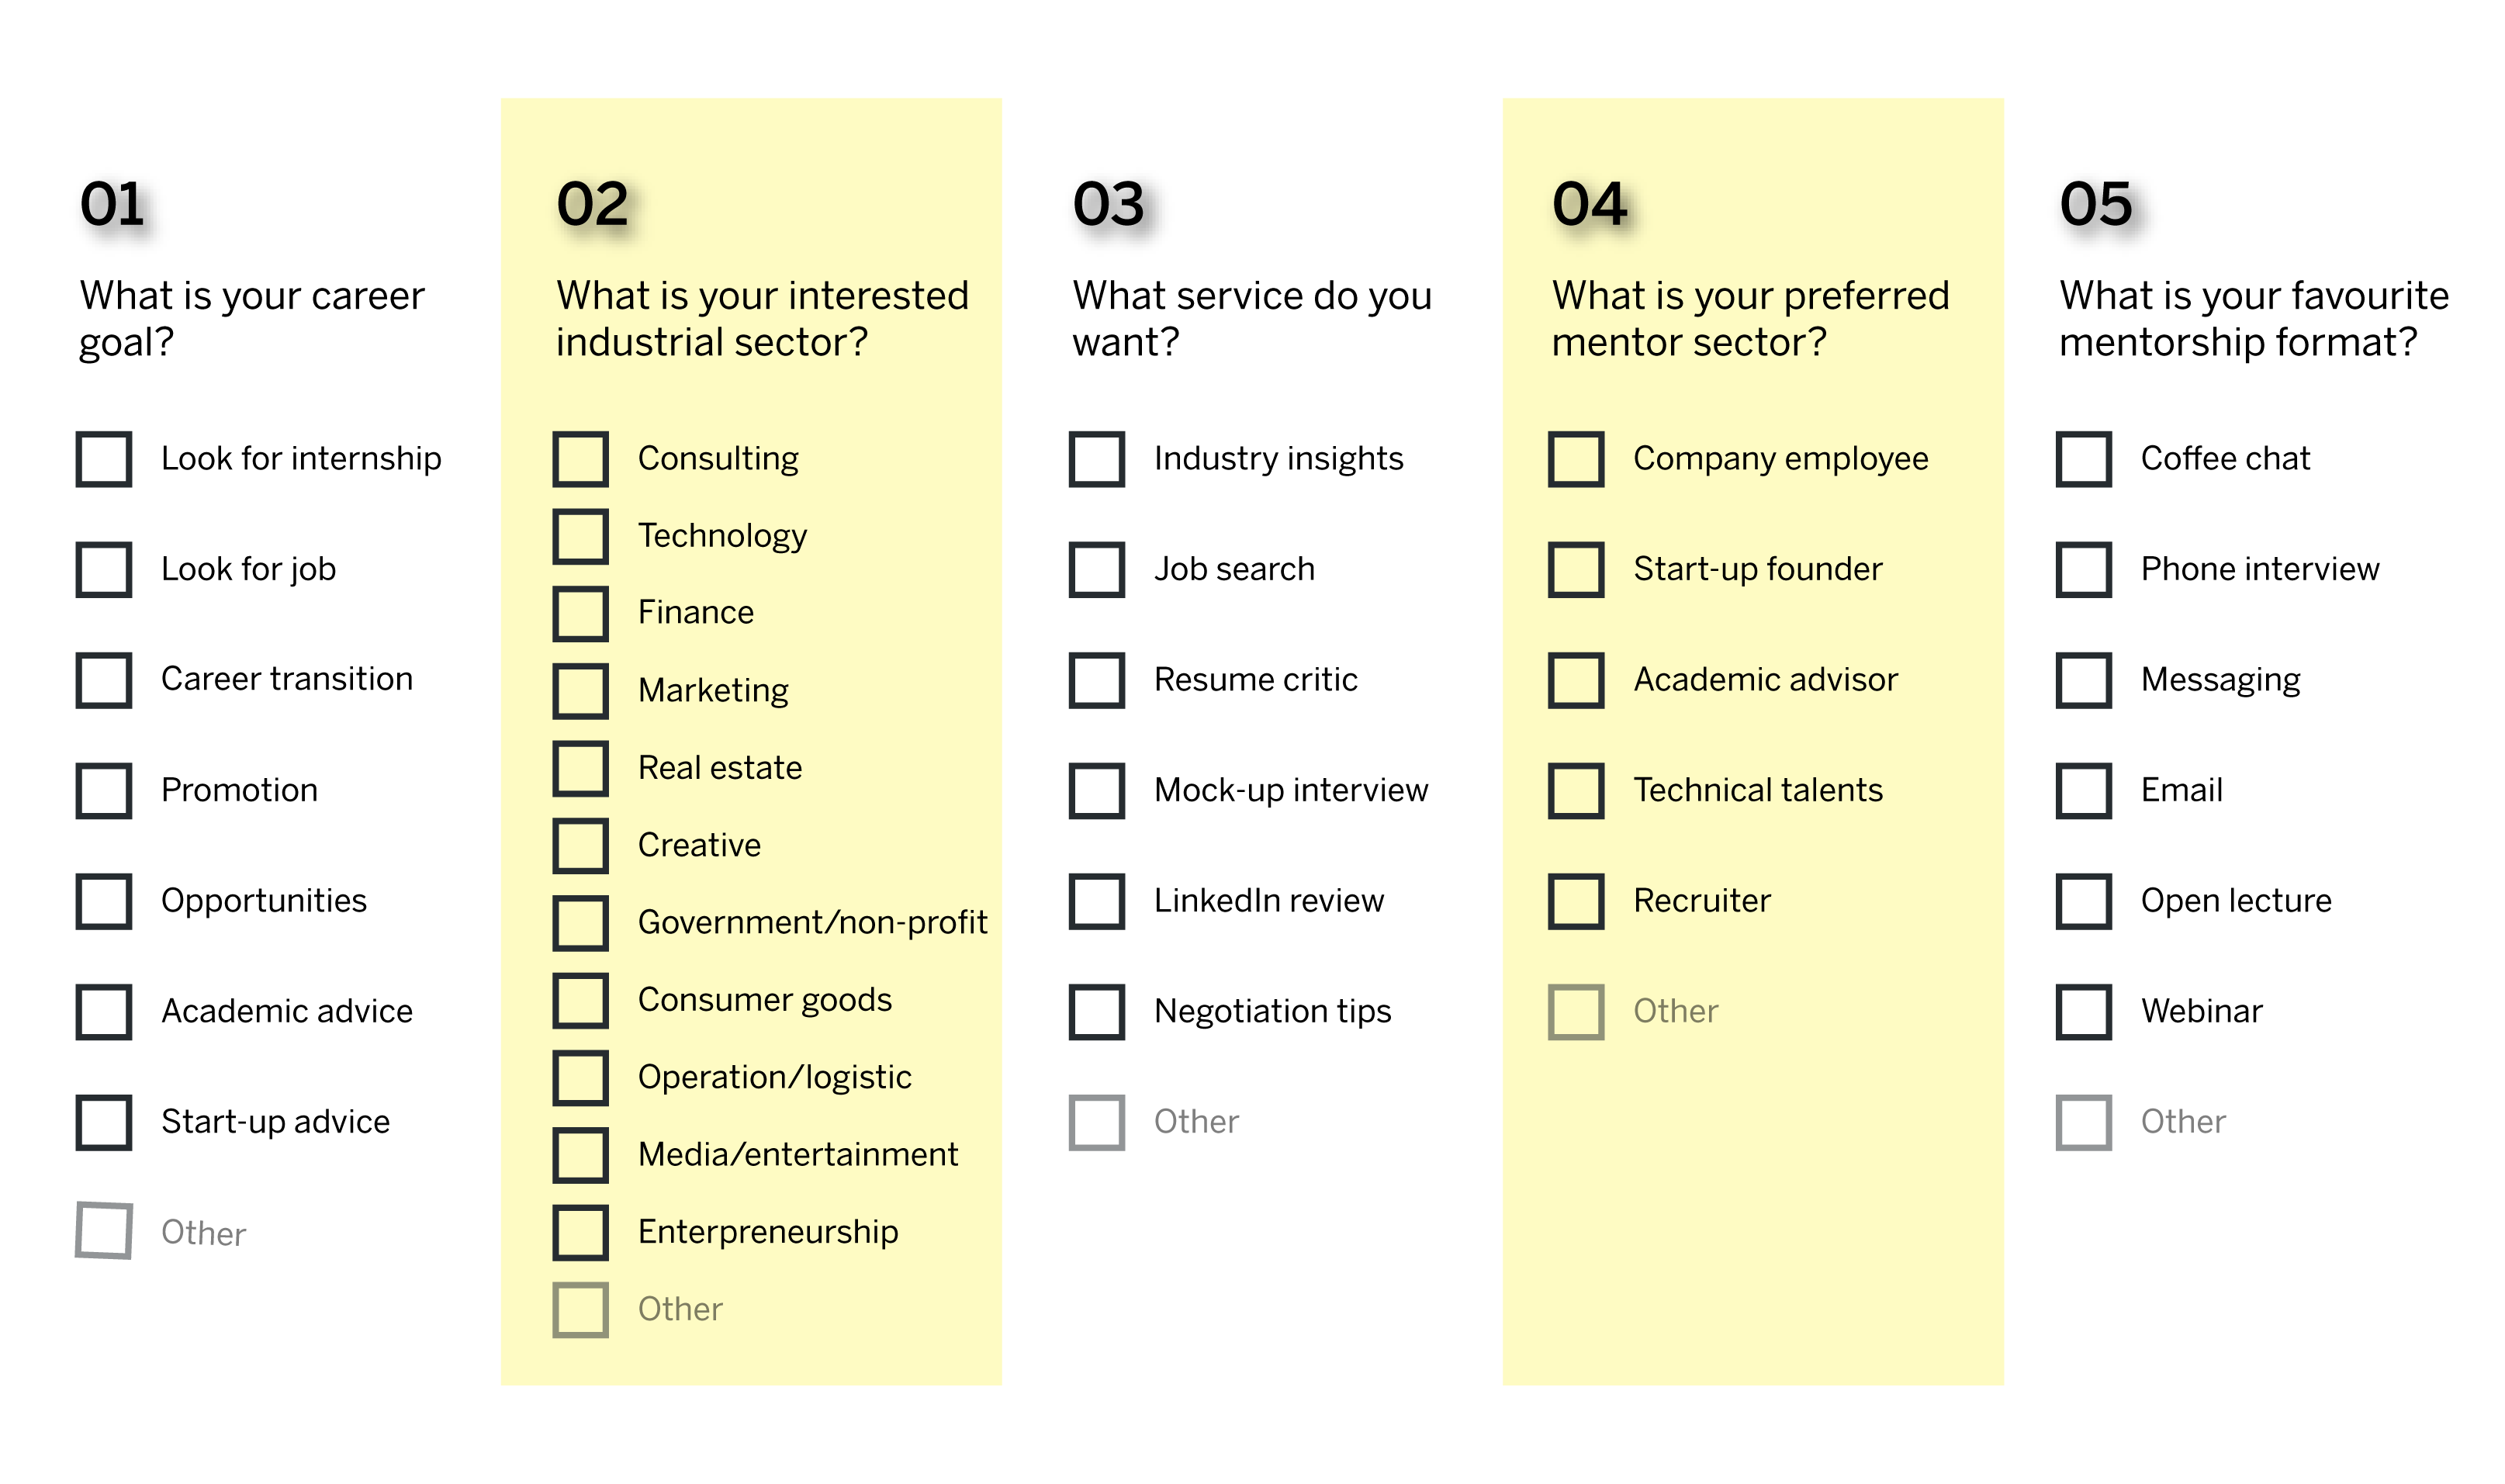 01
What is your career
goal?
Look for internship
Look for job
Career transition
Promotion
Opportunities
Academic advice
Start-up advice
Other
02
What is your interested
industrial sector?
Consulting
Technology
Finance
Marketing
Real estate
Creative
Government/non-profit
Consumer goods
Operation/logistic
Media/entertainment
Enterpreneurship
Other
03
What service do you
want?
Industry insights
Job search
Resume critic
Mock-up interview
LinkedIn review
Negotiation tips
Other
04
What is your preferred
mentor sector?
Company employee
Start-up founder
Academic advisor
Technical talents
Recruiter
Other
05
What is your favourite
mentorship format?
Coffee chat
Phone interview
Messaging
Email
Open lecture
Webinar
Other